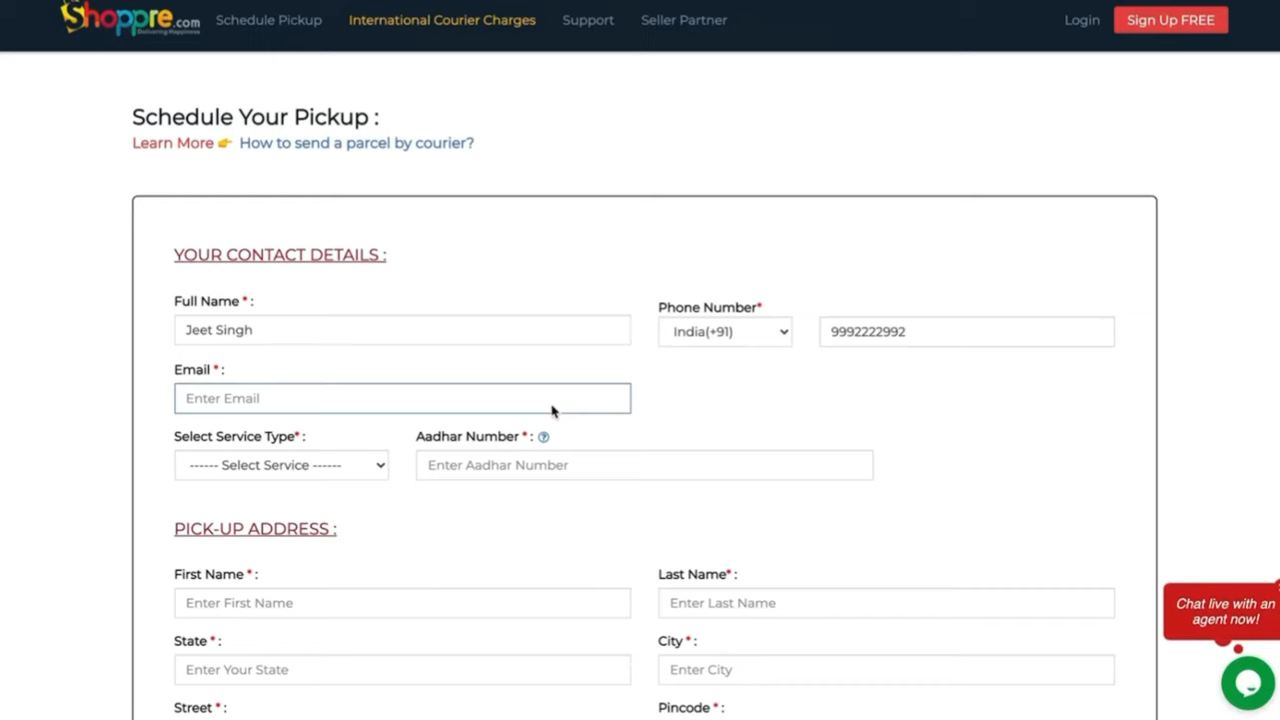 Shoppre.com
Delivering Happiness
Schedule Pickup
International Courier Charges
Support
Seller Partner
Login
Sign Up FREE
Schedule Your Pickup :
Learn More 👉 How to send a parcel by courier?
YOUR CONTACT DETAILS :
Full Name * :
Jeet Singh
Phone Number*
India(+91)
9992222992
Email * :
Enter Email
Select Service Type* :
------ Select Service ------
Aadhar Number * : ?
Enter Aadhar Number
PICK-UP ADDRESS :
First Name * :
Enter First Name
Last Name* :
Enter Last Name
State * :
Enter Your State
City * :
Enter City
Street * :
Pincode * :
Chat live with an
agent now!